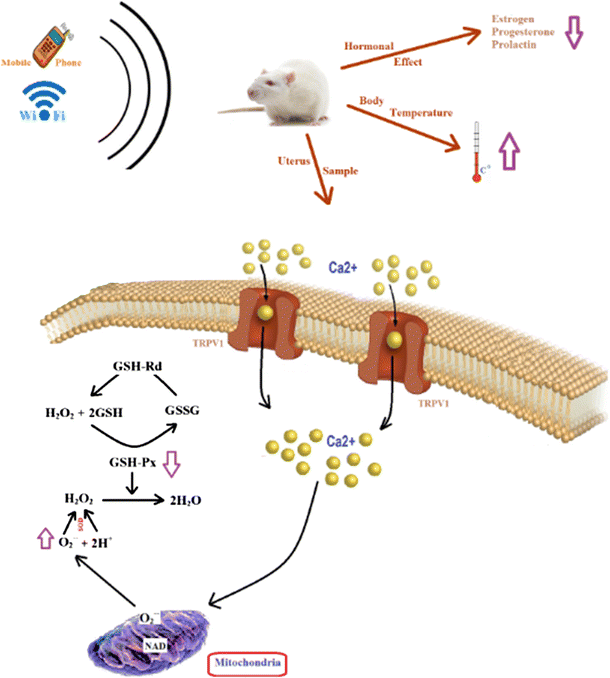 Mobile Phone
Wi Fi
Hormonal Effect
Estrogen
Progesterone
Prolactin
Body Temperature
C°
Uterus Sample
Ca2+
TRPV1
TRPV1
GSH-Rd
H₂O₂ + 2GSH
GSSG
Ca2+
GSH-Px
H₂O₂
2H₂O
SOD
O₂⁻ + 2H⁺
O₂⁻
NAD
Mitochondria